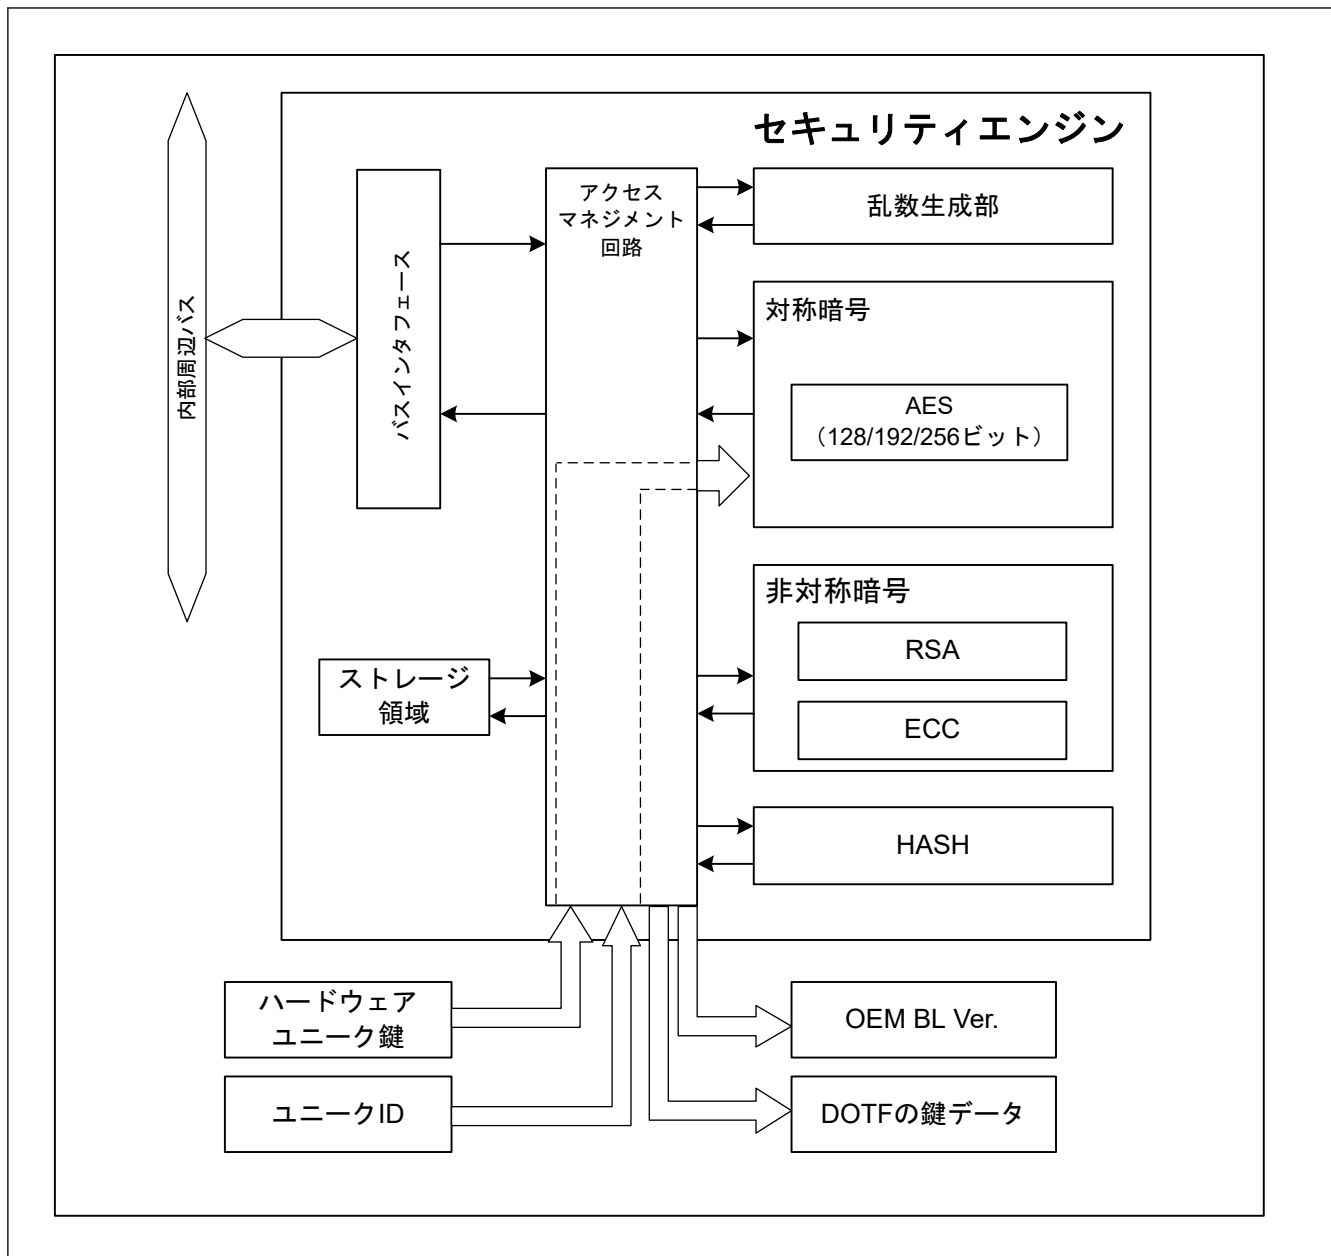 セキュリティエンジン
内部周辺バス
バスインタフェース
アクセス
マネジメント
回路
乱数生成部
対称暗号
AES
（128/192/256ビット）
非対称暗号
RSA
ECC
ストレージ
領域
HASH
ハードウェア
ユニーク鍵
ユニークID
OEM BL Ver.
DOTFの鍵データ